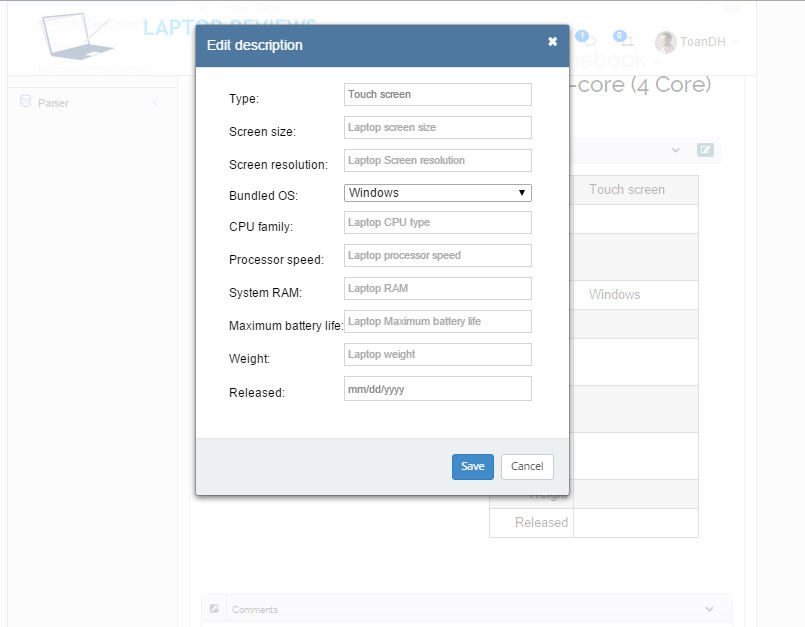 LAPTOP REVIEWS
1
0
ToanDH
Edit description
-core (4 Core)
Parser
Type:
Touch screen
Touch screen
Screen size:
Laptop screen size
Screen resolution:
Laptop Screen resolution
Bundled OS:
Windows
Windows
CPU family:
Laptop CPU type
Processor speed:
Laptop processor speed
System RAM:
Laptop RAM
Maximum battery life:
Laptop Maximum battery life
Weight:
Laptop weight
Released:
mm/dd/yyyy
Save
Cancel
Weight
Released
Comments